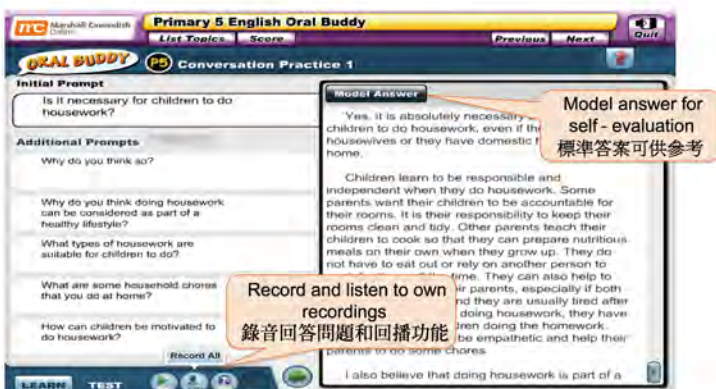 Marshall Cavendish
Online
Primary 5 English Oral Buddy
List Topics Score Previous Next Quit
ORAL BUDDY P5 Conversation Practice 1
Initial Prompt
Is it necessary for children to do
housework?
Additional Prompts
Why do you think so?
Why do you think doing housework
can be considered as part of a
healthy lifestyle?
What types of housework are
suitable for children to do?
What are some household chores
that you do at home?
How can children be motivated to
do housework?
Record All
LEARN TEST
Model Answer
Yes, it is absolutely necessary
children to do housework, even if
housewives or they have domestic
home.
Children learn to be responsible and
independent when they do housework. Some
parents want their children to be accountable for
their rooms. It is their responsibility to keep their
rooms clean and tidy. Other parents teach their
children to cook so that they can prepare nutritious
meals on their own when they grow up. They do
not have to eat out or rely on another person to
time. They can also help to
parents, especially if both
they are usually tired after
doing housework, they have
doing the homework.
be empathetic and help their
parents to do some chores.
I also believe that doing housework is part of a
Model answer for
self - evaluation
標準答案可供參考
Record and listen to own
recordings
錄音回答問題和回播功能